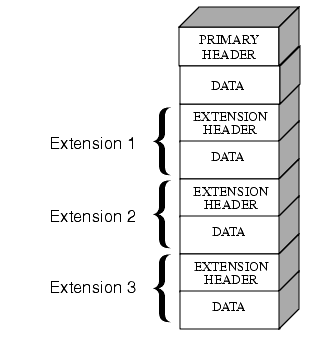 PRIMARY
HEADER
DATA
Extension 1
EXTENSION
HEADER
DATA
Extension 2
EXTENSION
HEADER
DATA
Extension 3
EXTENSION
HEADER
DATA